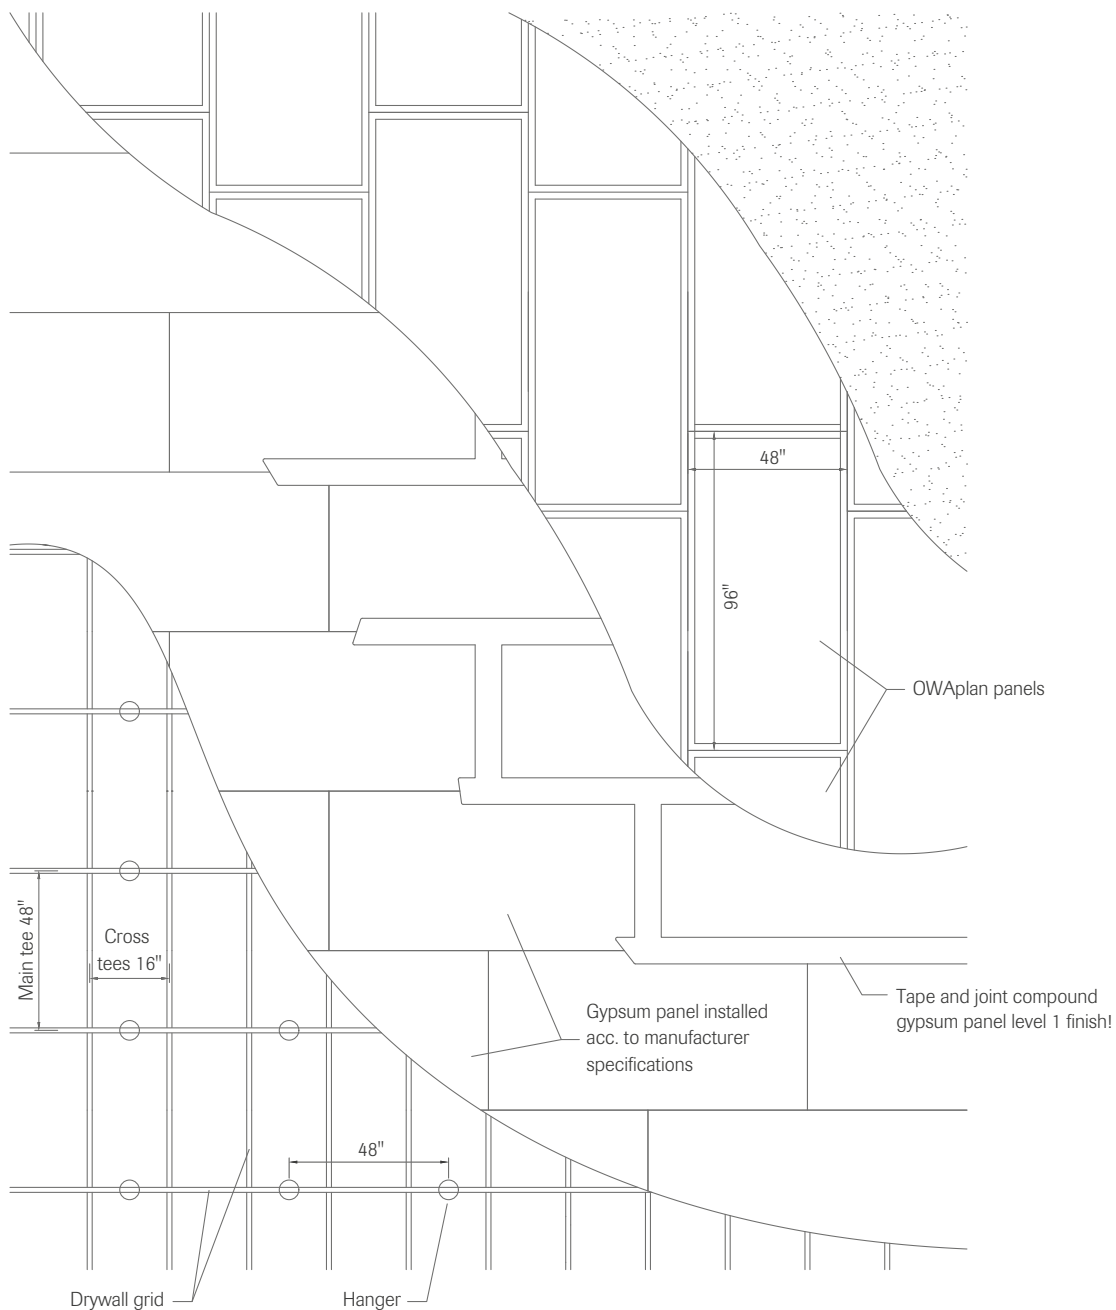 48"
96"
OWAplan panels
Main tee 48"
Cross
tees 16"
Tape and joint compound
gypsum panel level 1 finish!
Gypsum panel installed
acc. to manufacturer
specifications
48"
Drywall grid
Hanger